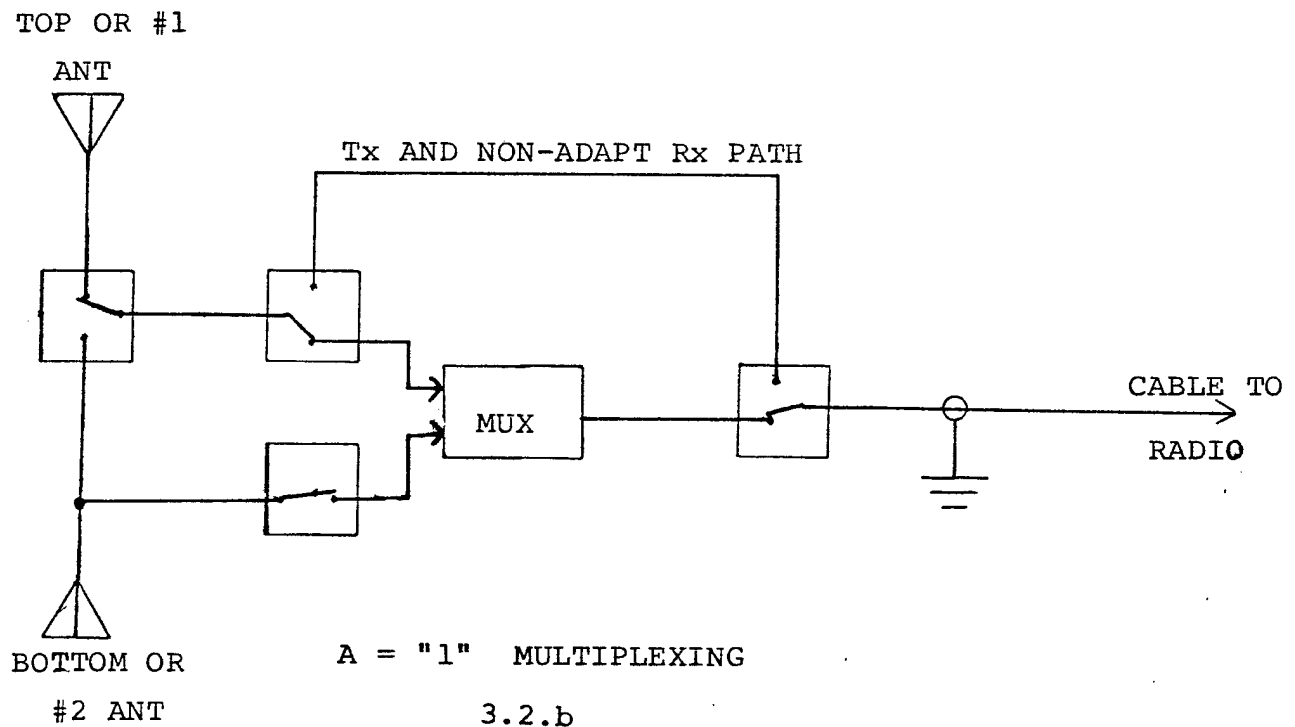 TOP OR #1
ANT
Tx AND NON-ADAPT Rx PATH
MUX
CABLE TO
RADIO
BOTTOM OR
#2 ANT
A = "1" MULTIPLEXING
3.2.b